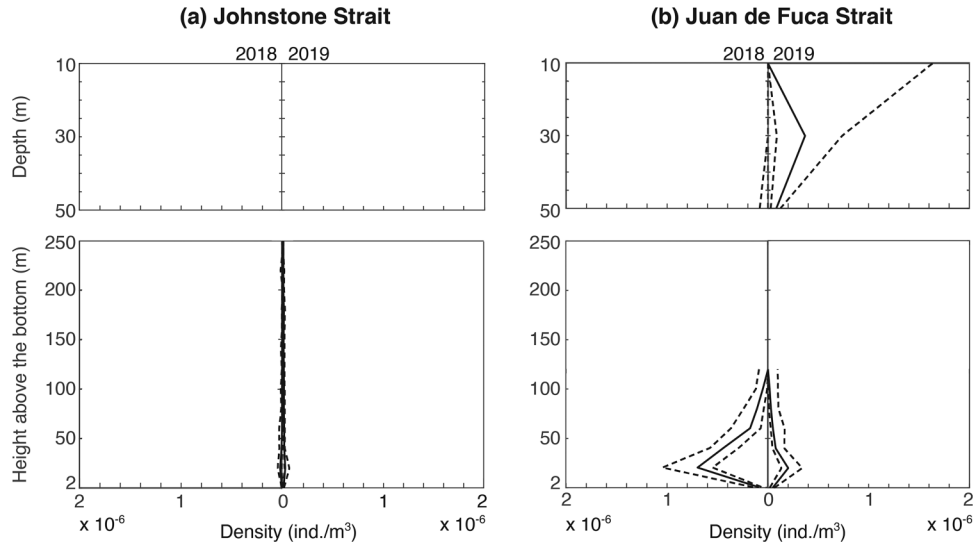 (a) Johnstone Strait
(b) Juan de Fuca Strait
2018 2019
2018 2019
Depth (m)
10
30
50
10
30
50
Height above the bottom (m)
250
200
150
100
50
2
250
200
150
100
50
2
2 1 0 1 2
2 1 0 1 2
x 10⁻⁶ Density (ind./m³) x 10⁻⁶
x 10⁻⁶ Density (ind./m³) x 10⁻⁶